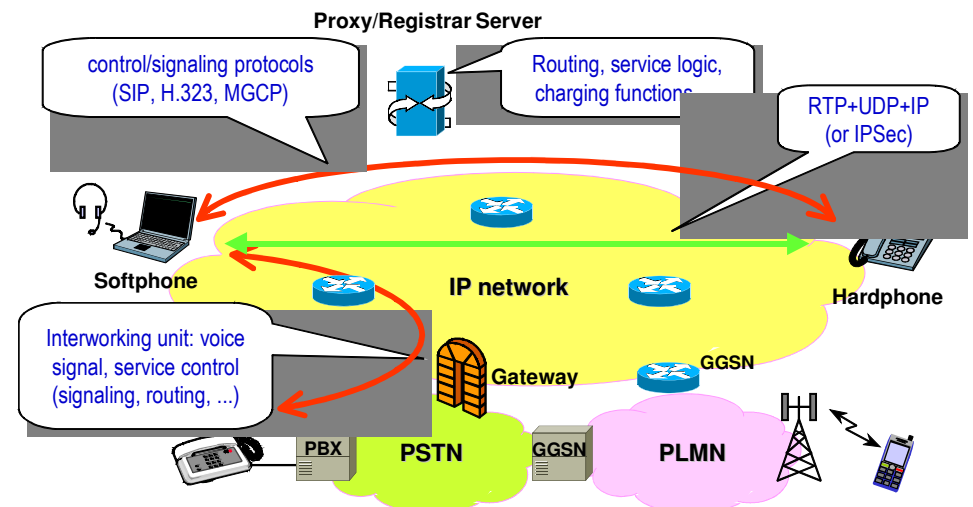 Proxy/Registrar Server
control/signaling protocols
(SIP, H.323, MGCP)
Routing, service logic,
charging functions
RTP+UDP+IP
(or IPSec)
Softphone
IP network
Hardphone
Interworking unit: voice
signal, service control
(signaling, routing, ...)
Gateway
GGSN
PBX
PSTN
GGSN
PLMN